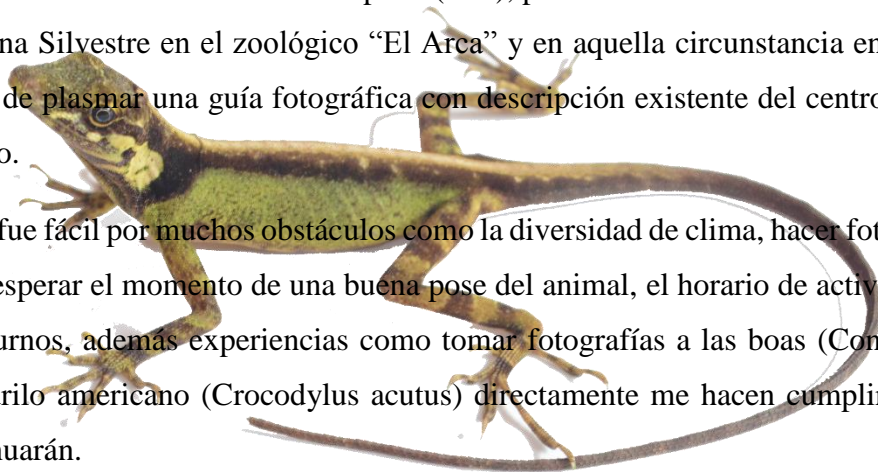 na Silvestre en el zoológico “El Arca” y en aquella circunstancia en
de plasmar una guía fotográfica con descripción existente del centro
o.
fue fácil por muchos obstáculos como la diversidad de clima, hacer fot
esperar el momento de una buena pose del animal, el horario de activ
urnos, además experiencias como tomar fotografías a las boas (Con
rilo americano (Crocodylus acutus) directamente me hacen cumplir
nuarán.